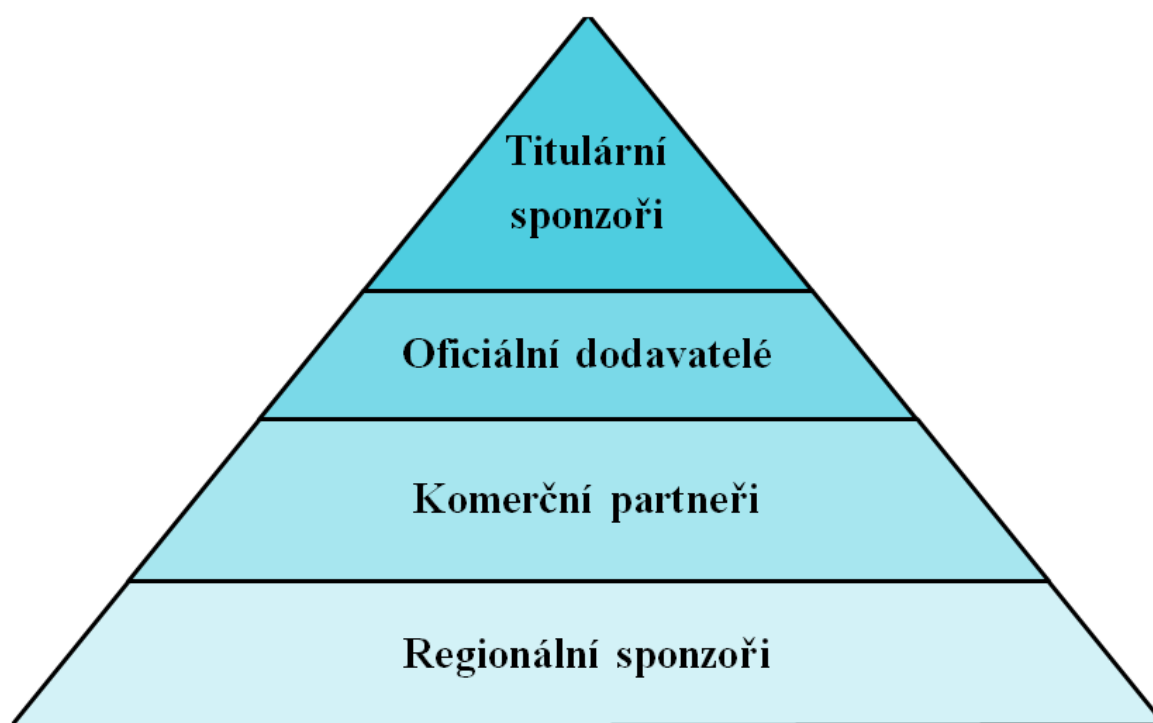 Titulární
sponzoři
Oficiální dodavatelé
Komerční partneři
Regionální sponzoři